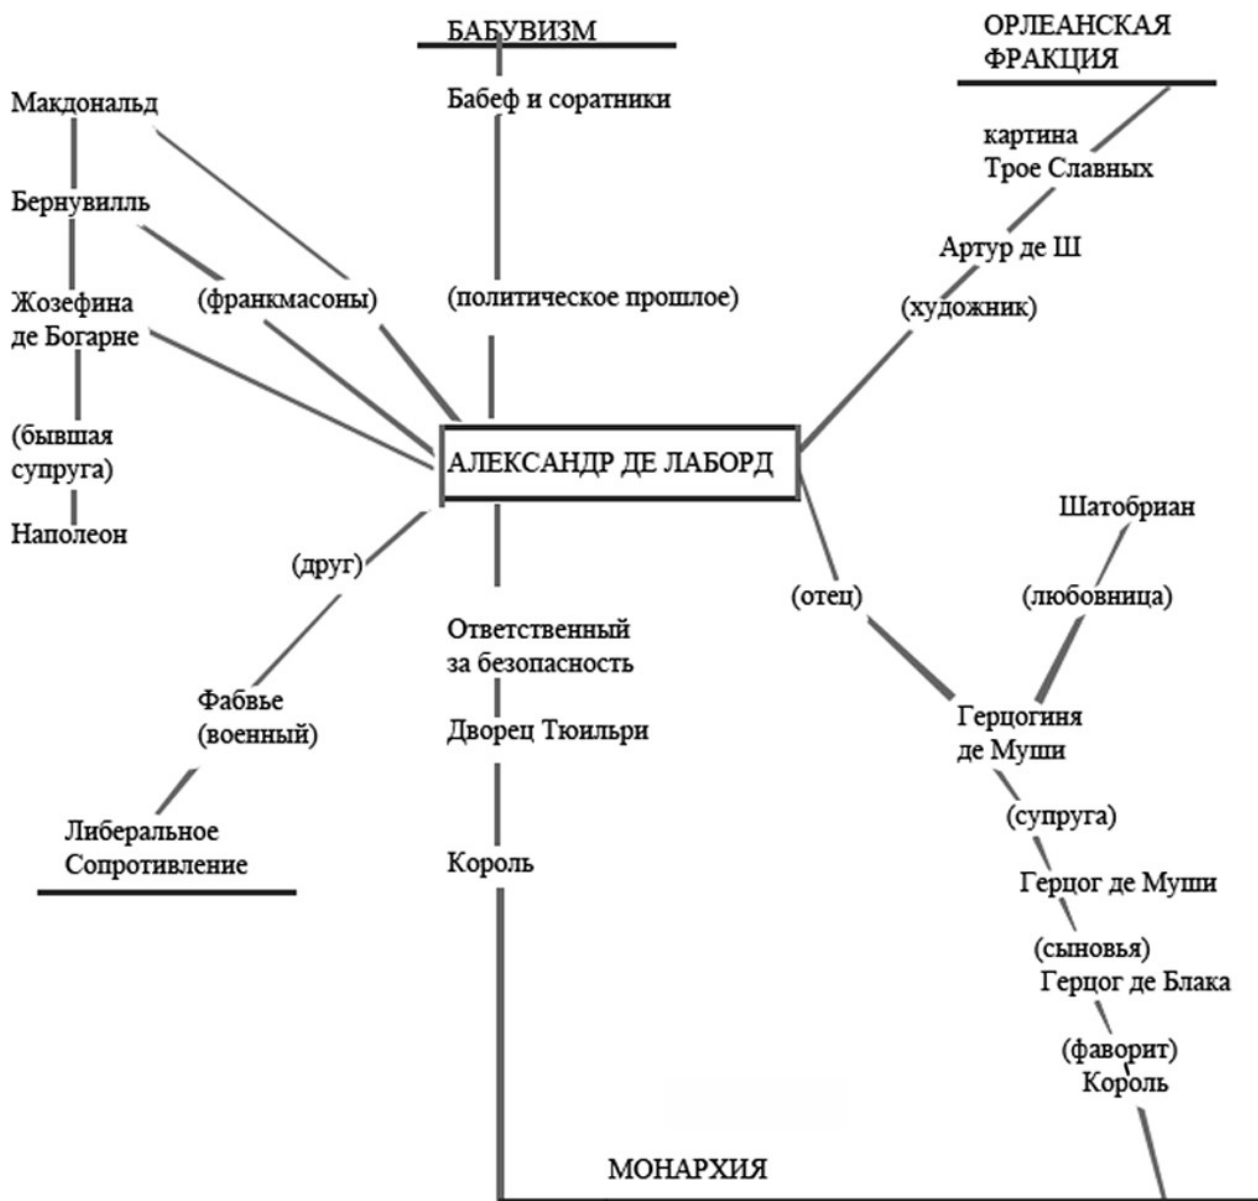 БАБУВИЗМ
ОРЛЕАНСКАЯ
ФРАКЦИЯ
Макдональд
Бабеф и соратники
картина
Трое Славных
Бернувилль
Артур де Ш
Жозефина
де Богарне
(франкмасоны)
(политическое прошлое)
(художник)
(бывшая
супруга)
АЛЕКСАНДР ДЕ ЛАБОРД
Наполеон
Шатобриан
(друг)
(отец)
(любовница)
Ответственный
за безопасность
Фабвье
(военный)
Дворец Тюильри
Герцогиня
де Муши
(супруга)
Либеральное
Сопротивление
Король
Герцог де Муши
(сыновья)
Герцог де Блака
(фаворит)
Король
МОНАРХИЯ